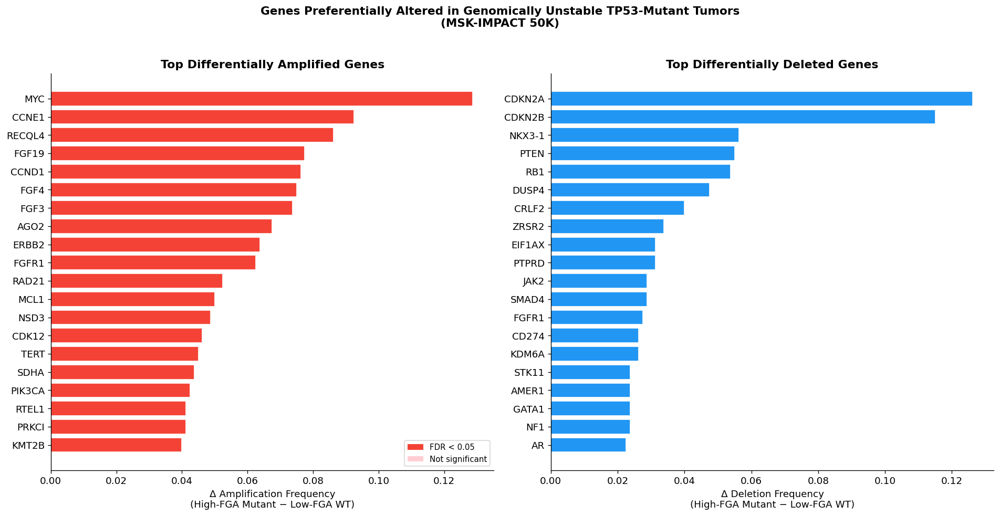 Genes Preferentially Altered in Genomically Unstable TP53-Mutant Tumors
(MSK-IMPACT 50K)
Top Differentially Amplified Genes
MYC
CCNE1
RECQL4
FGF19
CCND1
FGF4
FGF3
AGO2
ERBB2
FGFR1
RAD21
MCL1
NSD3
CDK12
TERT
SDHA
PIK3CA
RTEL1
PRKCI
KMT2B
FDR < 0.05
Not significant
0.00 0.02 0.04 0.06 0.08 0.10 0.12
Δ Amplification Frequency
(High-FGA Mutant − Low-FGA WT)
Top Differentially Deleted Genes
CDKN2A
CDKN2B
NKX3-1
PTEN
RB1
DUSP4
CRLF2
ZRSR2
EIF1AX
PTPRD
JAK2
SMAD4
FGFR1
CD274
KDM6A
STK11
AMER1
GATA1
NF1
AR
0.00 0.02 0.04 0.06 0.08 0.10 0.12
Δ Deletion Frequency
(High-FGA Mutant − Low-FGA WT)